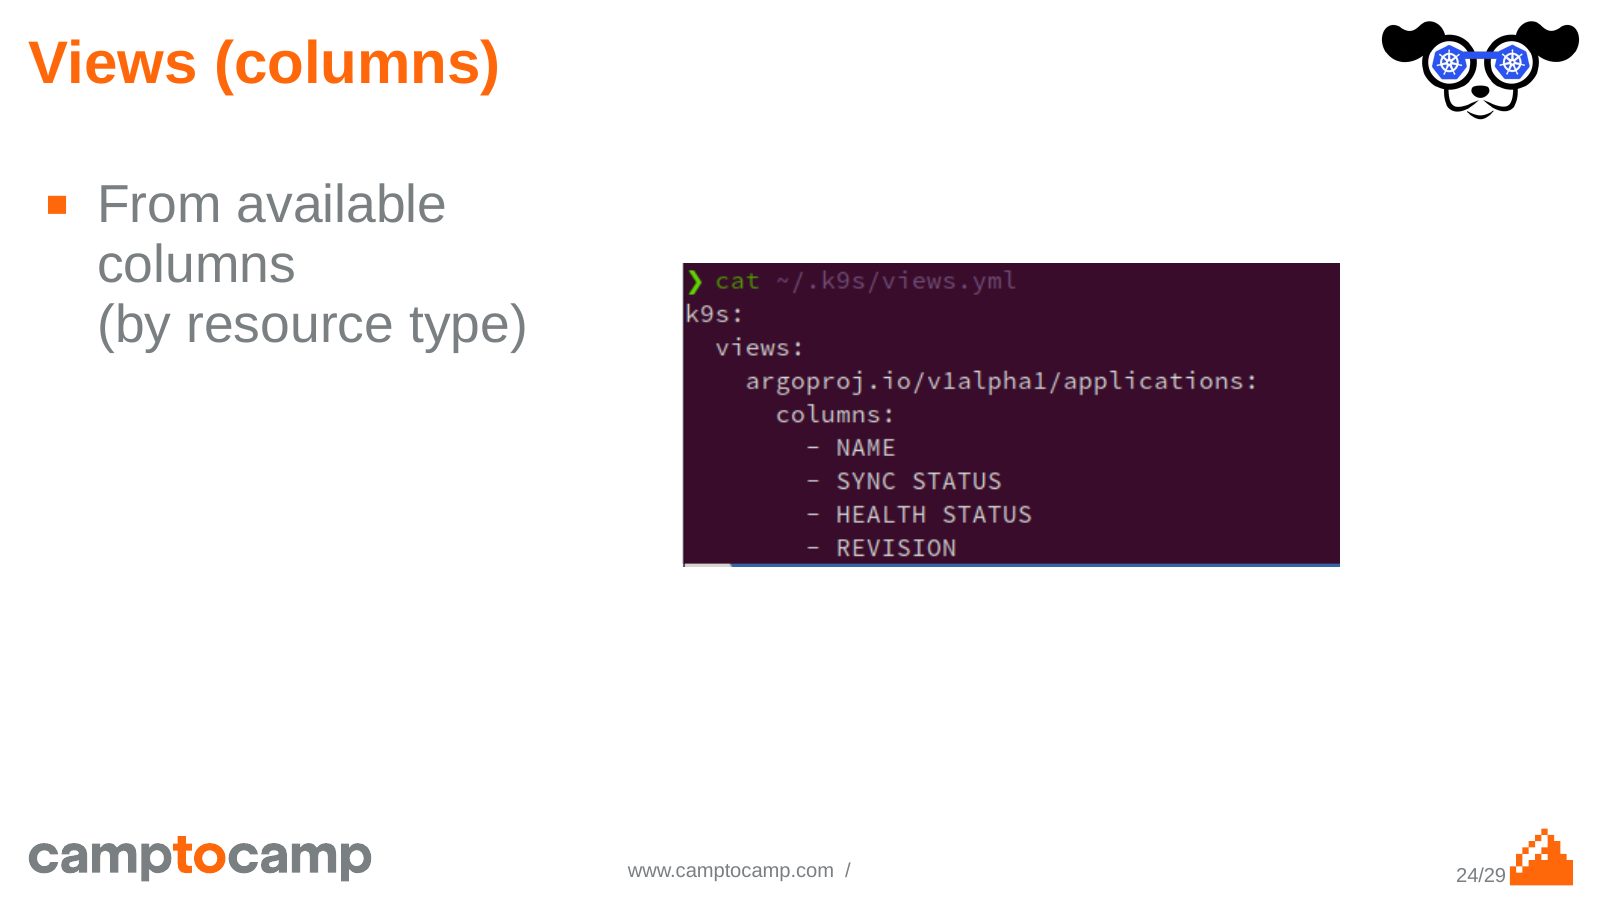 Views (columns)
From available
columns
(by resource type)
❯ cat ~/.k9s/views.yml
k9s:
  views:
    argoproj.io/v1alpha1/applications:
      columns:
        - NAME
        - SYNC STATUS
        - HEALTH STATUS
        - REVISION
camptocamp
www.camptocamp.com /
24/29